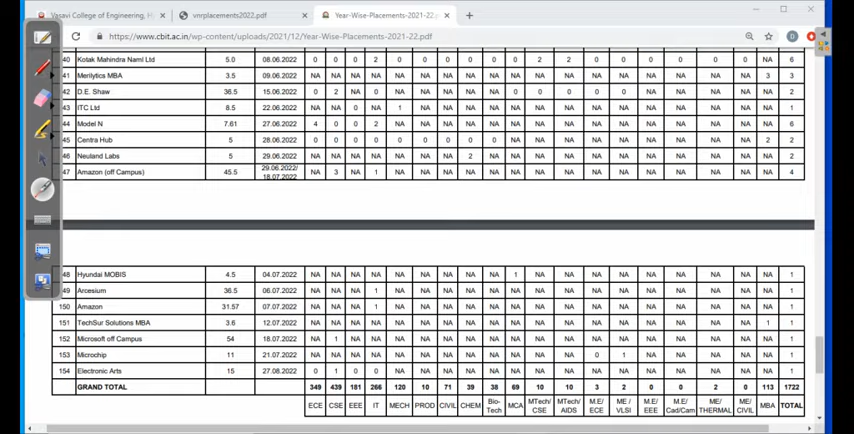 Vasavi College of Engineering, H × vnrplacements2022.pdf × Year-Wise-Placements-2021-22.p ×
https://www.cbit.ac.in/wp-content/uploads/2021/12/Year-Wise-Placements-2021-22.pdf D
40 Kotak Mahindra Naml Ltd 5.0 08.06.2022 0 0 0 2 0 0 0 0 0 0 2 2 0 0 0 0 0 0 NA 6
41 Merilytics MBA 3.5 09.06.2022 NA NA NA NA NA NA NA NA NA NA NA NA NA NA NA NA NA NA 3 3
42 D.E. Shaw 36.5 15.06.2022 0 2 NA 0 0 0 0 0 0 NA NA NA NA NA NA NA NA NA NA 2
43 ITC Ltd 8.5 22.06.2022 NA NA 0 NA 1 NA NA NA NA NA NA NA NA NA NA NA NA NA NA 1
44 Model N 7.61 27.06.2022 4 0 0 2 NA NA NA NA NA NA NA NA NA NA NA NA NA NA NA 6
45 Centra Hub 5 28.06.2022 0 0 0 0 0 0 0 0 0 NA NA NA NA NA NA NA NA NA 2 2
46 Neuland Labs 5 29.06.2022 NA NA NA NA NA NA NA 2 NA NA NA NA NA NA NA NA NA NA NA 2
47 Amazon (off Campus) 45.5 29.06.2022/ 18.07.2022 NA 3 NA 1 NA NA NA NA NA NA NA NA NA NA NA NA NA NA NA 4
48 Hyundai MOBIS 4.5 04.07.2022 NA NA NA NA NA NA NA NA NA 1 NA NA NA NA NA NA NA NA NA 1
49 Arcesium 36.5 06.07.2022 NA NA NA 1 NA NA NA NA NA NA NA NA NA NA NA NA NA NA NA 1
150 Amazon 31.57 07.07.2022 NA NA NA 1 NA NA NA NA NA NA NA NA NA NA NA NA NA NA NA 1
151 TechSur Solutions MBA 3.6 12.07.2022 NA NA NA NA NA NA NA NA NA NA NA NA NA NA NA NA NA NA 1 1
152 Microsoft off Campus 54 18.07.2022 NA 1 NA NA NA NA NA NA NA NA NA NA NA NA NA NA NA NA NA 1
153 Microchip 11 21.07.2022 NA NA NA NA NA NA NA NA NA NA NA NA 0 1 NA NA NA NA NA 1
154 Electronic Arts 15 27.08.2022 0 1 0 0 NA NA NA NA NA NA NA NA NA NA NA NA NA NA NA 1
GRAND TOTAL 349 439 181 266 120 10 71 39 38 69 10 10 3 2 0 0 2 0 113 1722
ECE CSE EEE IT MECH PROD CIVIL CHEM Bio-Tech MCA MTech/ CSE MTech/ AIDS M.E/ ECE ME / VLSI M.E/ EEE M.E/ Cad/Cam ME/ THERMAL ME/ CIVIL MBA TOTAL